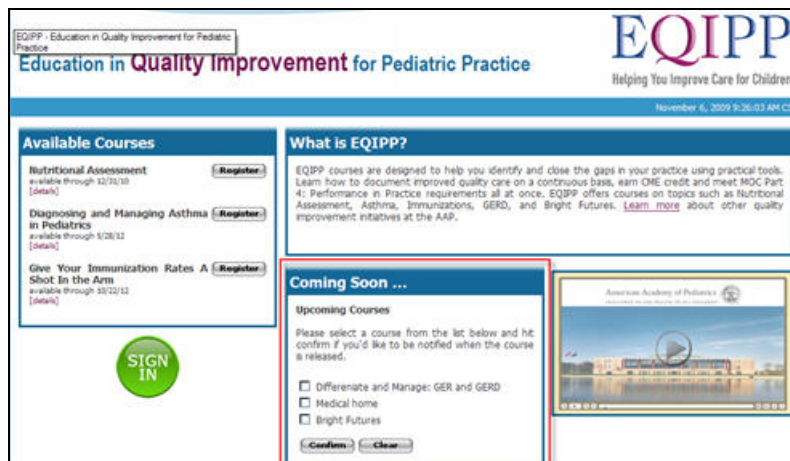 EQIPP - Education in Quality Improvement for Pediatric
Practice
Education in Quality Improvement for Pediatric Practice
EQIPP
Helping You Improve Care for Children
November 6, 2009 9:26:03 AM CS
Available Courses
Nutritional Assessment
Register
available through 12/31/10
[details]
Diagnosing and Managing Asthma
Register
in Pediatrics
available through 5/28/12
[details]
Give Your Immunization Rates A
Register
Shot In the Arm
available through 10/22/12
[details]
SIGN
IN
What is EQIPP?
EQIPP courses are designed to help you identify and close the gaps in your practice using practical tools.
Learn how to document improved quality care on a continuous basis, earn CME credit and meet MOC Part
4: Performance in Practice requirements all at once. EQIPP offers courses on topics such as Nutritional
Assessment, Asthma, Immunizations, GERD, and Bright Futures. Learn more about other quality
improvement initiatives at the AAP.
Coming Soon ...
Upcoming Courses
Please select a course from the list below and hit
confirm if you'd like to be notified when the course
is released.
Differeniate and Manage: GER and GERD
Medical home
Bright Futures
Confirm
Clear
American Academy of Pediatrics